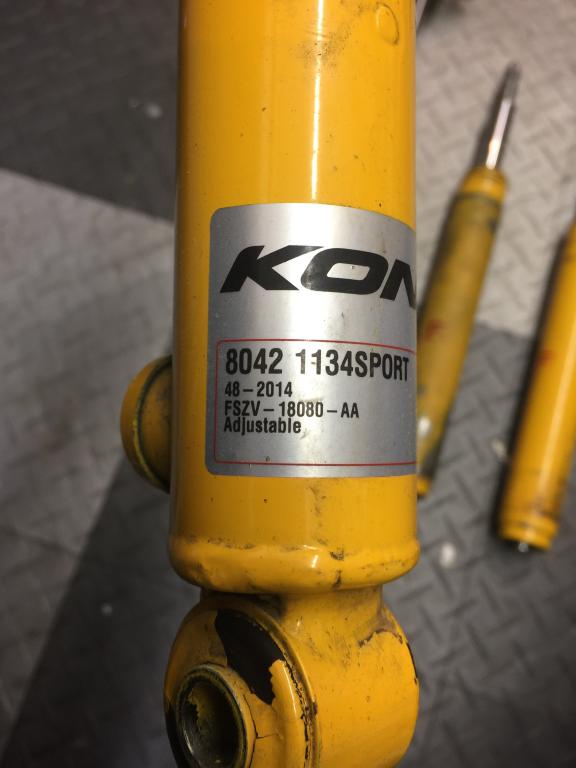 KON
8042 1134SPORT
48-2014
FSZV-18080-AA
Adjustable